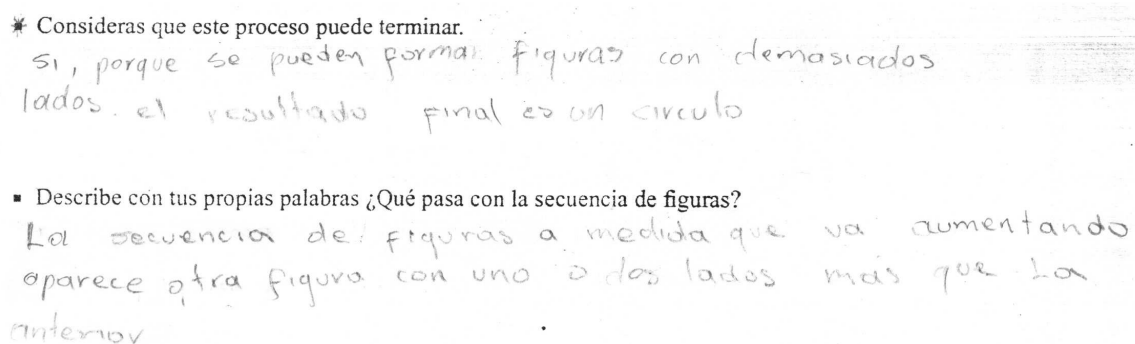 * Consideras que este proceso puede terminar.
si, porque se pueden formar figuras con demasiados
lados. el resultado final es un circulo
▪ Describe con tus propias palabras ¿Qué pasa con la secuencia de figuras?
La secuencia de figuras a medida que va aumentando
aparece otra figura con uno o dos lados mas que La
anterior